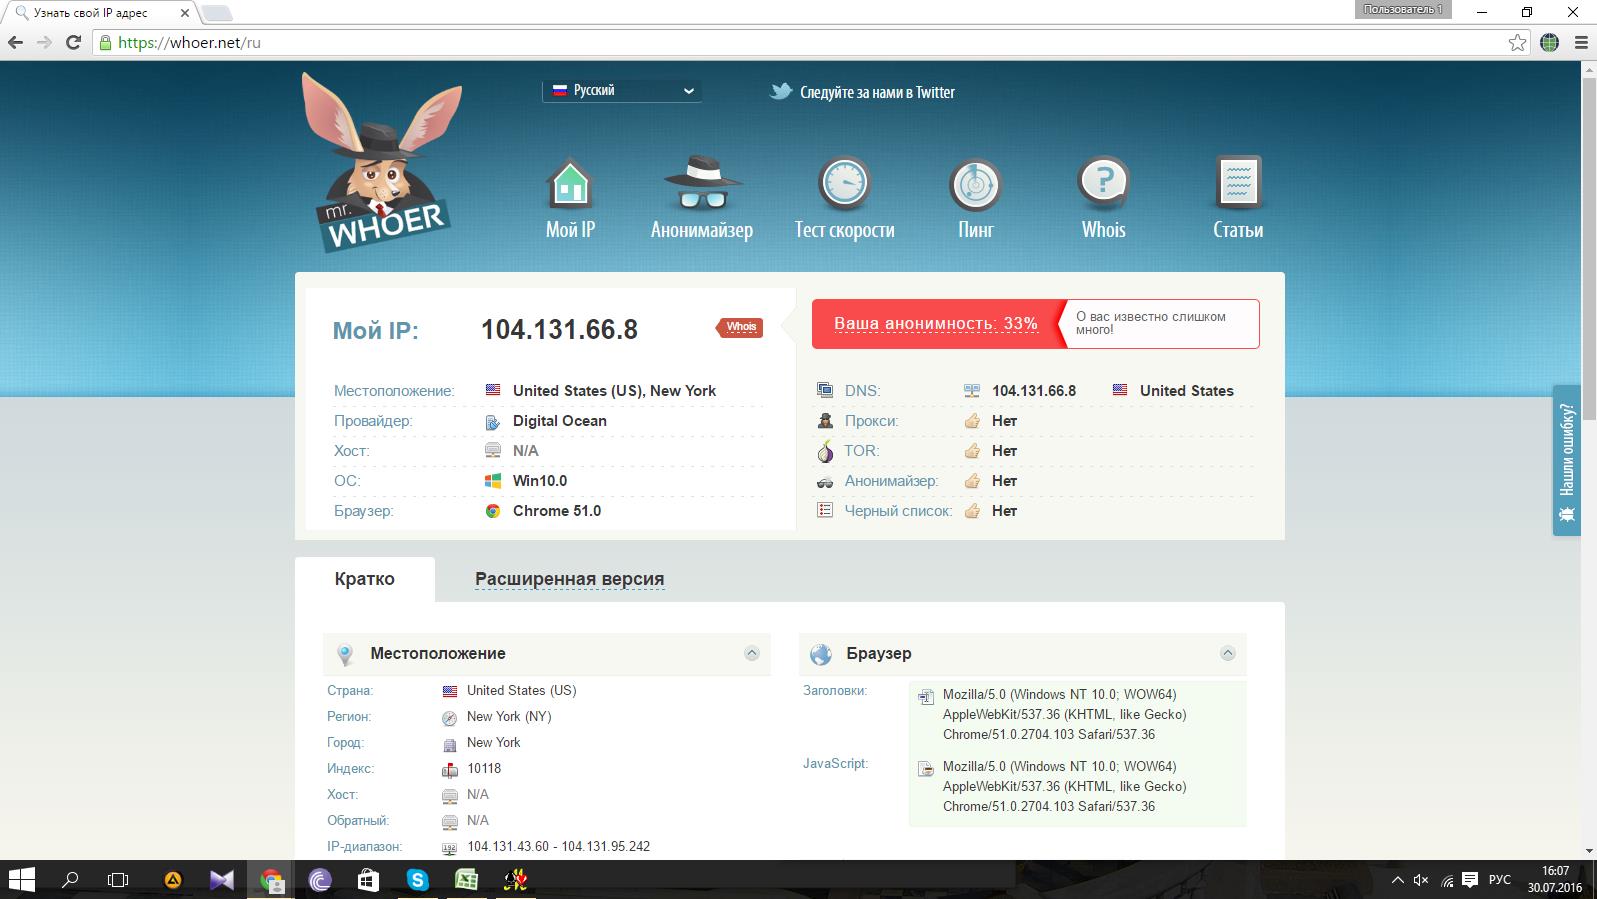 Узнать свой IP адрес
Пользователь 1
https://whoer.net/ru
Русский
Следуйте за нами в Twitter
mr.
WHOER
Мой IP
Анонимайзер
Тест скорости
Пинг
Whois
Статьи
Мой IP:
104.131.66.8
Whois
Ваша анонимность: 33%
О вас известно слишком
много!
Местоположение: United States (US), New York
Провайдер: Digital Ocean
Хост: N/A
ОС: Win10.0
Браузер: Chrome 51.0
DNS: 104.131.66.8 United States
Прокси: Нет
TOR: Нет
Анонимайзер: Нет
Черный список: Нет
Нашли ошибку?
Кратко
Расширенная версия
Местоположение
Страна: United States (US)
Регион: New York (NY)
Город: New York
Индекс: 10118
Хост: N/A
Обратный: N/A
IP-диапазон: 104.131.43.60 - 104.131.95.242
Браузер
Заголовки: Mozilla/5.0 (Windows NT 10.0; WOW64)
AppleWebKit/537.36 (KHTML, like Gecko)
Chrome/51.0.2704.103 Safari/537.36
JavaScript: Mozilla/5.0 (Windows NT 10.0; WOW64)
AppleWebKit/537.36 (KHTML, like Gecko)
Chrome/51.0.2704.103 Safari/537.36
РУС
16:07
30.07.2016